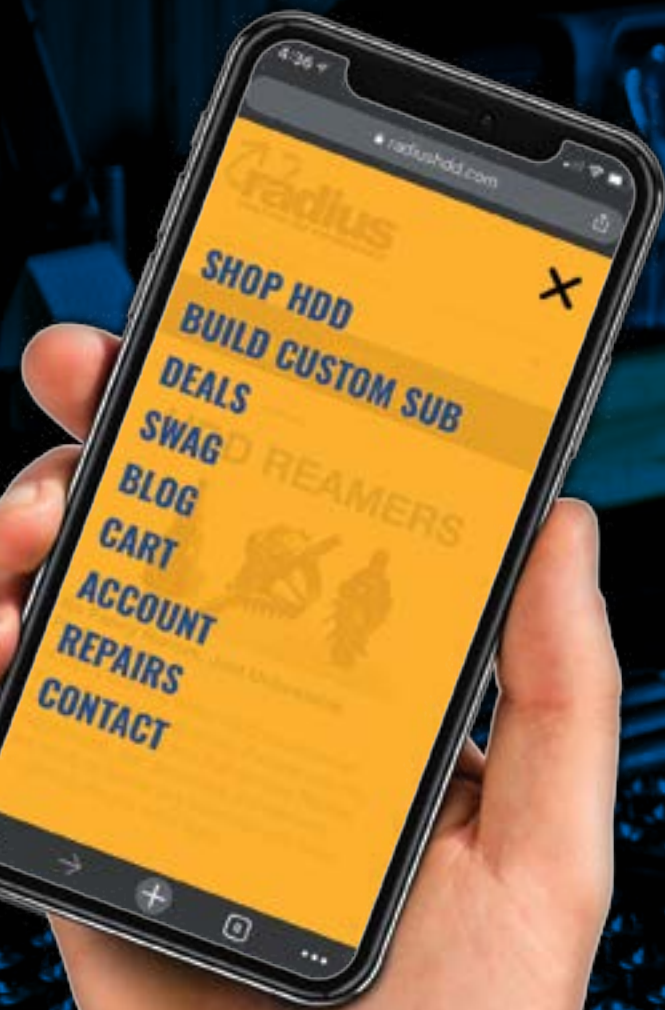 4:36
radiushdd.com
radius
SHOP HDD
BUILD CUSTOM SUB
DEALS
SWAG
BLOG
CART
ACCOUNT
REPAIRS
CONTACT
REAMERS